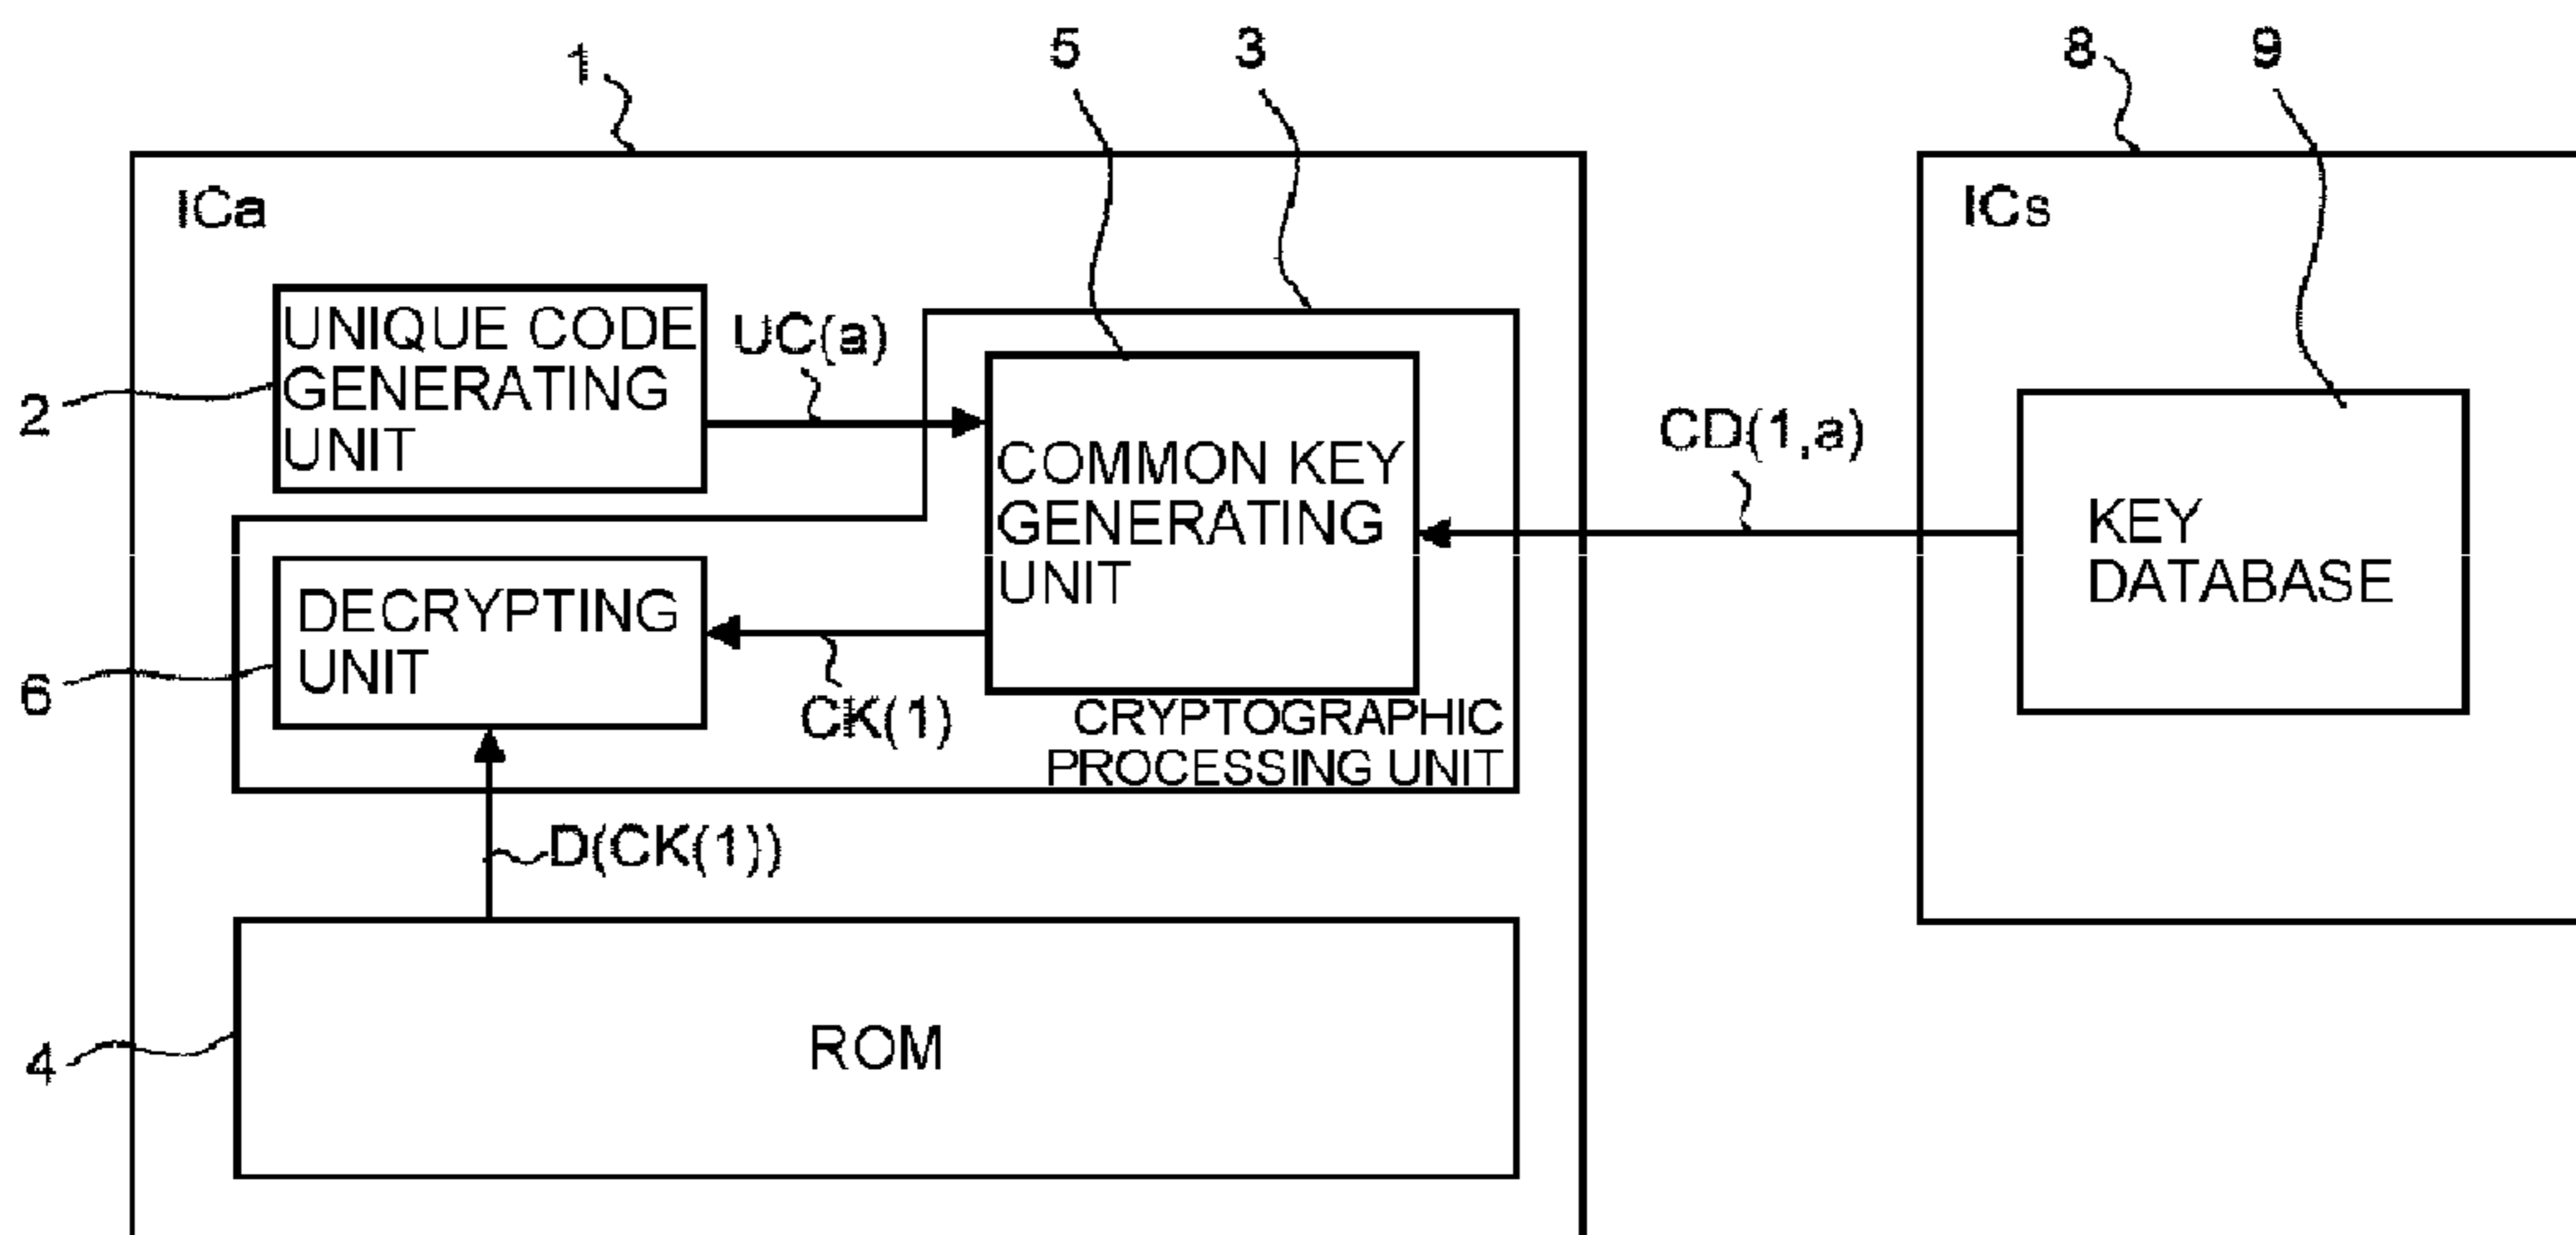 1
5
3
8
9
ICa
ICs
UNIQUE CODE
GENERATING
UNIT
UC(a)
2
COMMON KEY
GENERATING
UNIT
CD(1,a)
KEY
DATABASE
DECRYPTING
UNIT
6
CK(1)
CRYPTOGRAPHIC
PROCESSING UNIT
D(CK(1))
ROM
4